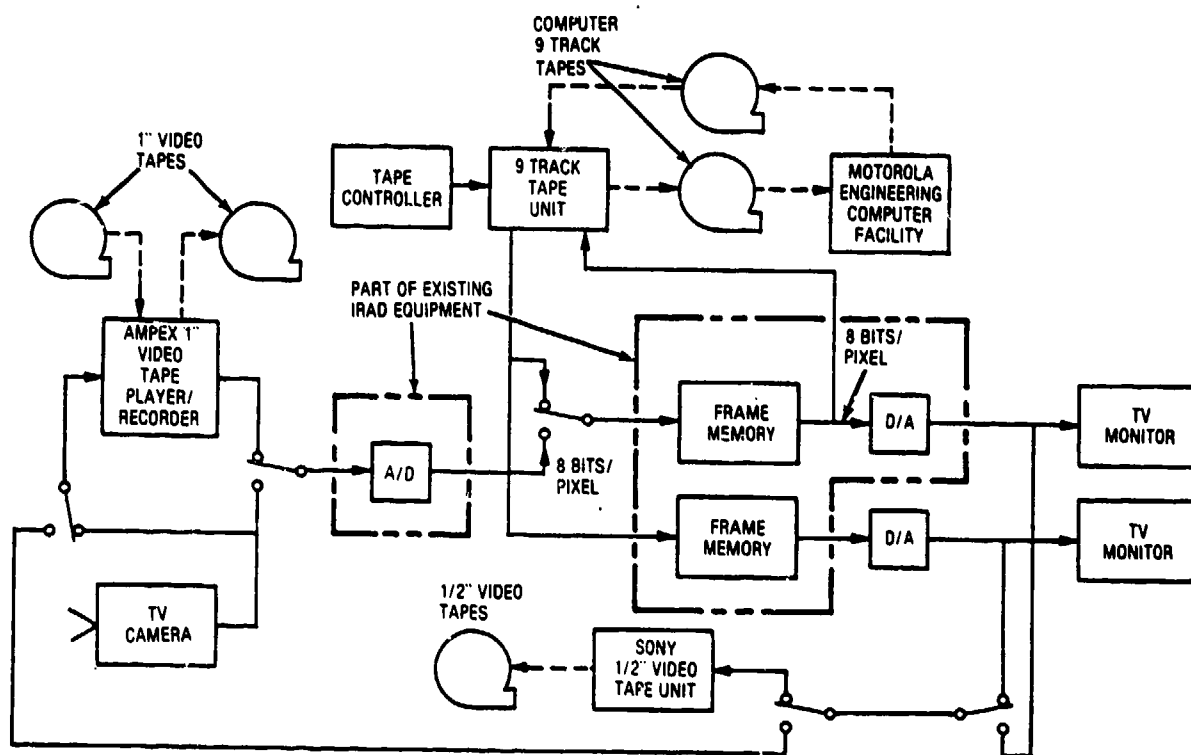 COMPUTER
9 TRACK
TAPES
1" VIDEO
TAPES
TAPE
CONTROLLER
9 TRACK
TAPE
UNIT
MOTOROLA
ENGINEERING
COMPUTER
FACILITY
PART OF EXISTING
IRAD EQUIPMENT
AMPEX 1"
VIDEO
TAPE
PLAYER/
RECORDER
8 BITS/
PIXEL
FRAME
MEMORY
D/A
TV
MONITOR
A/D
8 BITS/
PIXEL
FRAME
MEMORY
D/A
TV
MONITOR
TV
CAMERA
1/2" VIDEO
TAPES
SONY
1/2" VIDEO
TAPE UNIT